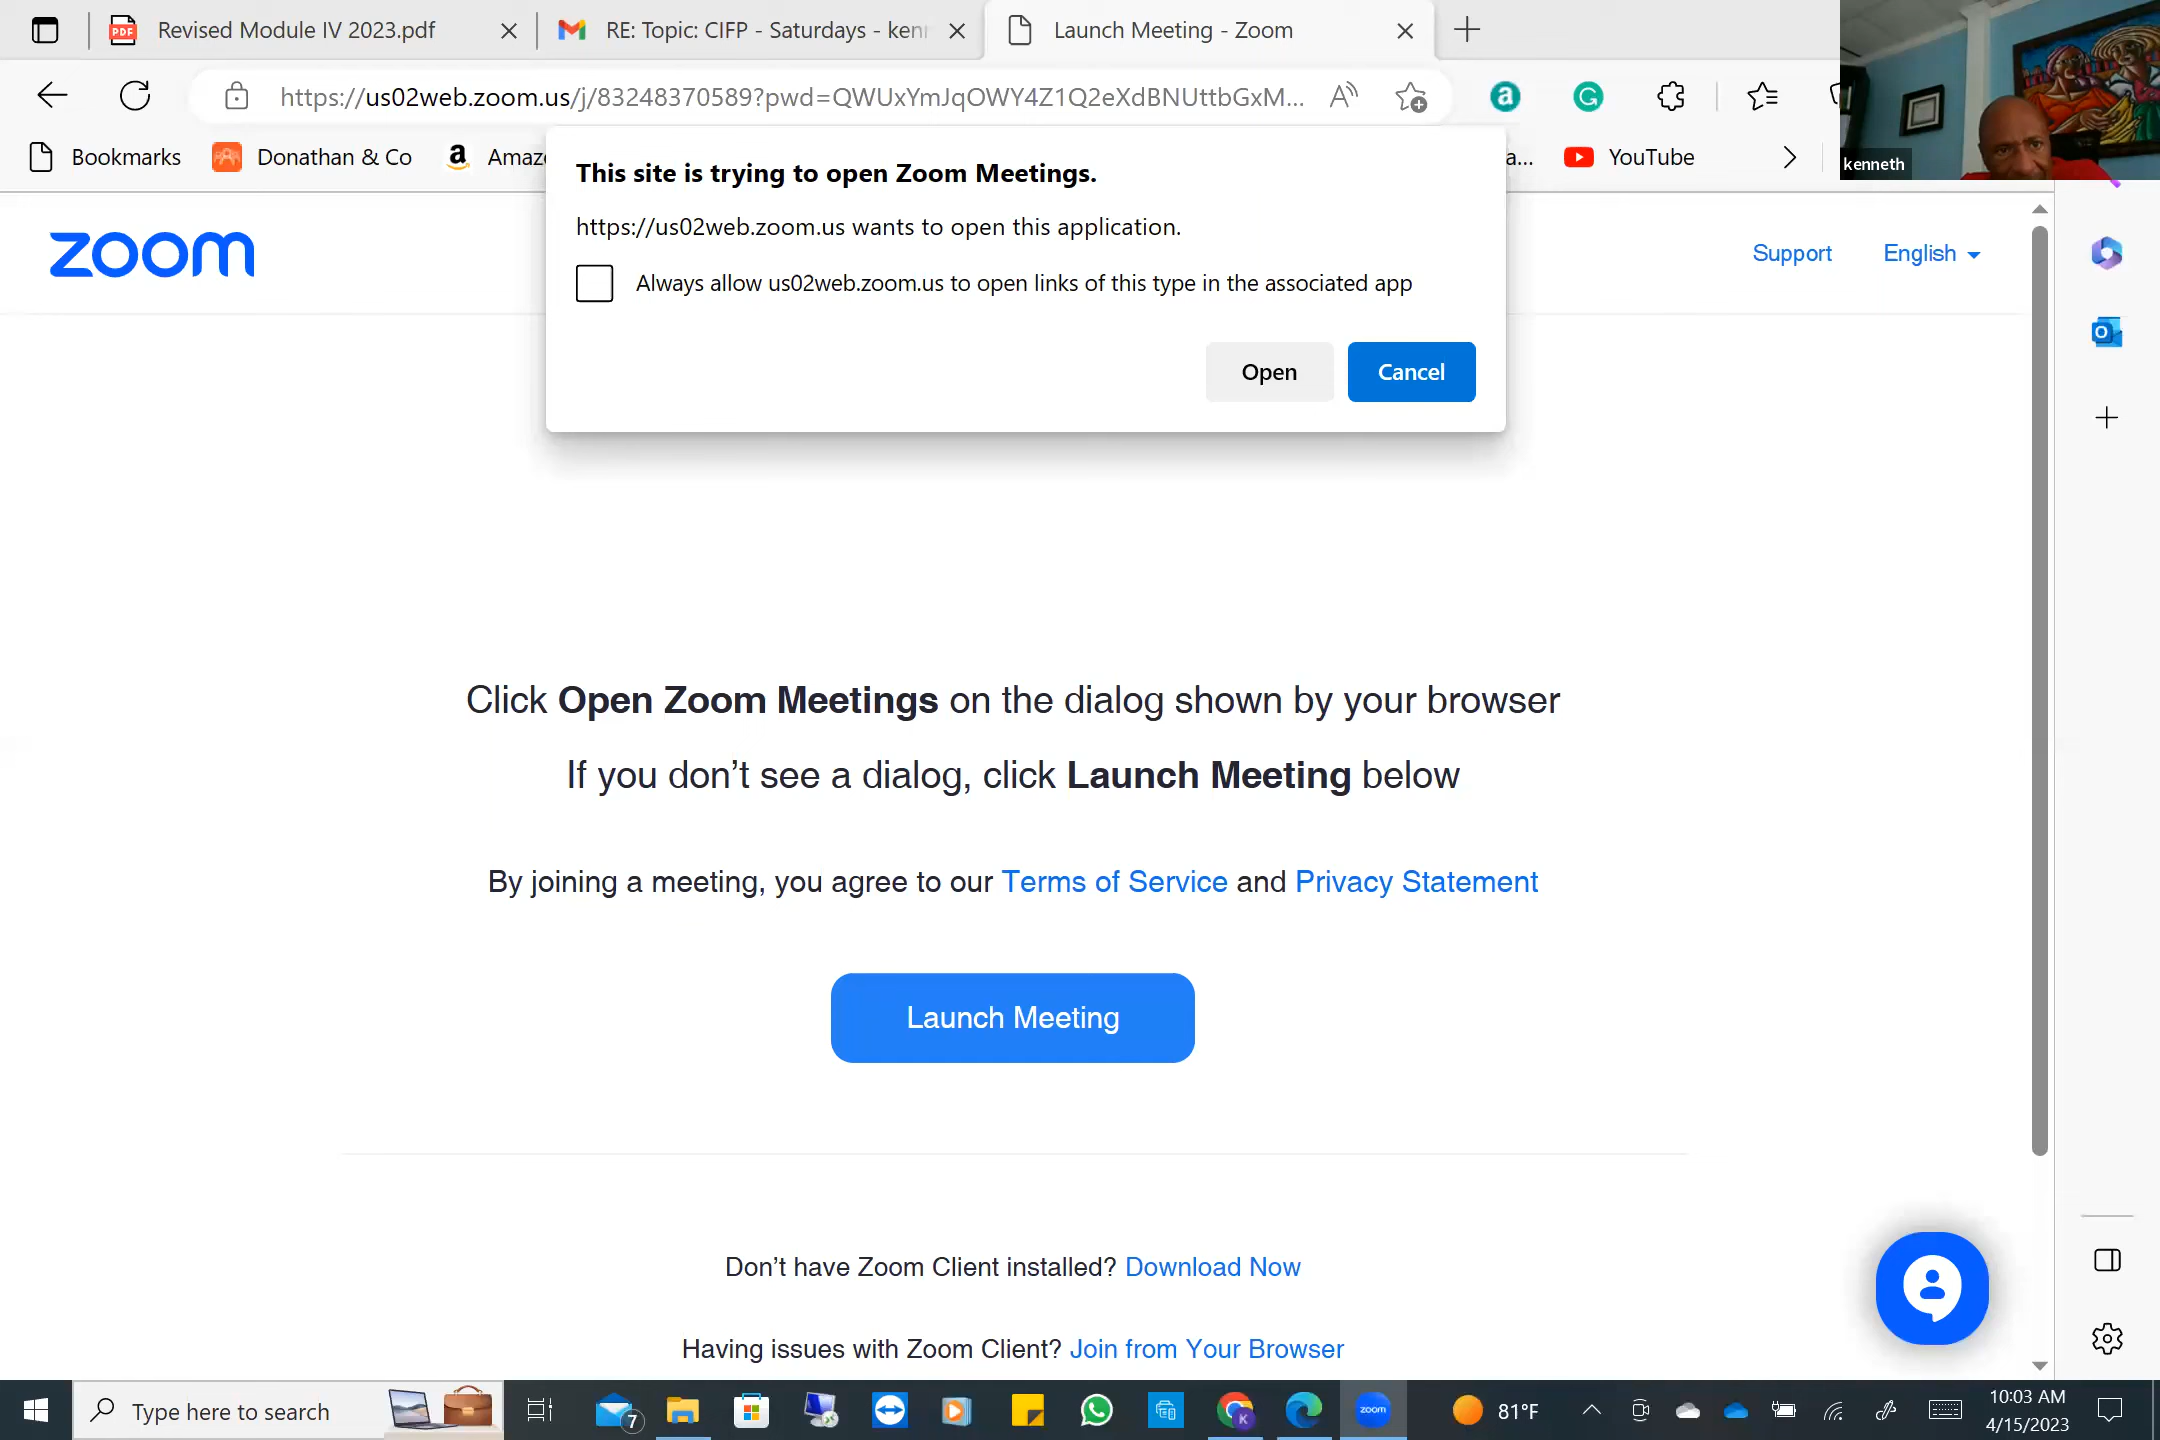 Revised Module IV 2023.pdf
RE: Topic: CIFP - Saturdays - kenn
Launch Meeting - Zoom
https://us02web.zoom.us/j/83248370589?pwd=QWUxYmJqOWY4Z1Q2eXdBNUttbGxM...
Bookmarks
Donathan & Co
Amaz
a...
YouTube
kenneth
This site is trying to open Zoom Meetings.
https://us02web.zoom.us wants to open this application.
Always allow us02web.zoom.us to open links of this type in the associated app
Open
Cancel
zoom
Support
English
Click Open Zoom Meetings on the dialog shown by your browser
If you don’t see a dialog, click Launch Meeting below
By joining a meeting, you agree to our Terms of Service and Privacy Statement
Launch Meeting
Don’t have Zoom Client installed? Download Now
Having issues with Zoom Client? Join from Your Browser
Type here to search
7
zoom
81°F
10:03 AM
4/15/2023